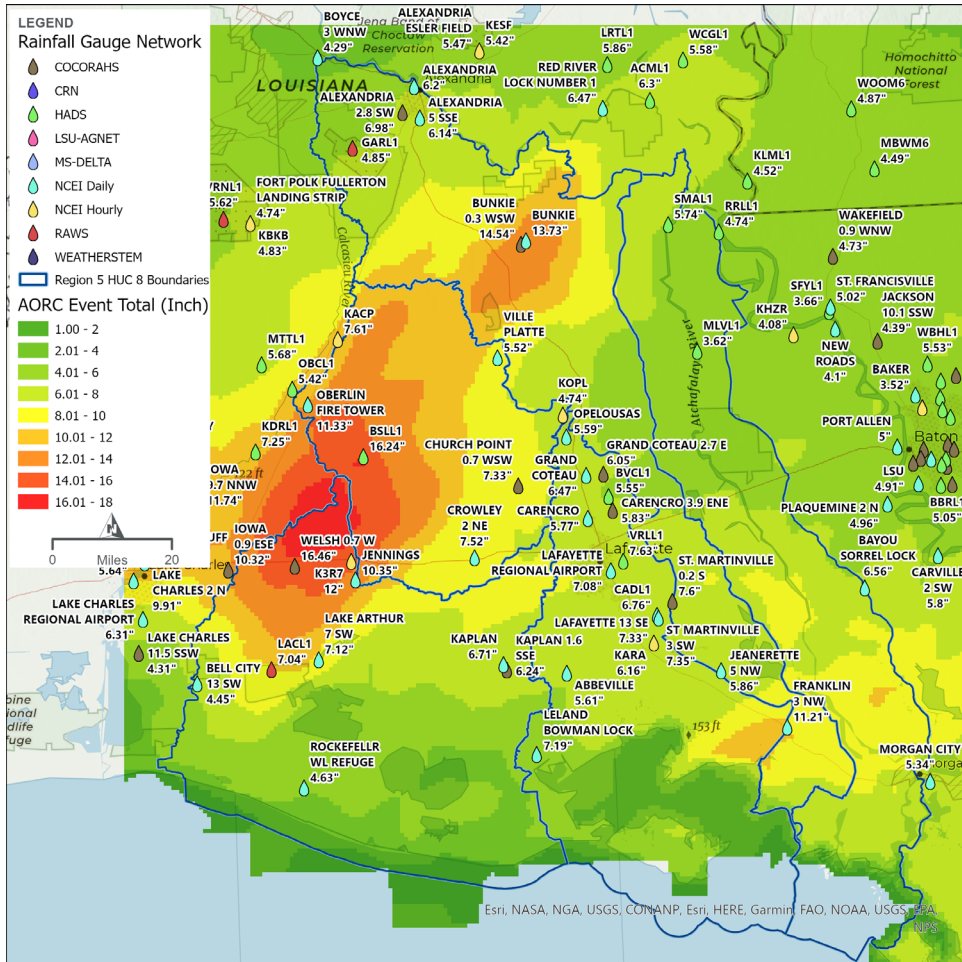 LEGEND
Rainfall Gauge Network
COCORAHS
CRN
HADS
LSU-AGNET
MS-DELTA
NCEI Daily
NCEI Hourly
RAWS
WEATHERSTEM
Region 5 HUC 8 Boundaries
AORC Event Total (Inch)
1.00 - 2
2.01 - 4
4.01 - 6
6.01 - 8
8.01 - 10
10.01 - 12
12.01 - 14
14.01 - 16
16.01 - 18
0
Miles
20
BOYCE
3 WNW
4.29"
Jena Band of
Choctaw
Reservation
ALEXANDRIA
ESLER FIELD
5.47"
KESF
5.42"
LRTL1
5.86"
WCGL1
5.58"
Homochitto
National
Forest
LOUISIANA
ALEXANDRIA
6.2"
Alexandria
RED RIVER
LOCK NUMBER 1
6.47"
ACML1
6.3"
WOOM6
4.87"
ALEXANDRIA
2.8 SW
6.98"
ALEXANDRIA
5 SSE
6.14"
GARL1
4.85"
MBWM6
4.49"
KLML1
4.52"
VRNL1
5.62"
FORT POLK FULLERTON
LANDING STRIP
4.74"
KBKB
4.83"
BUNKIE
0.3 WSW
14.54"
BUNKIE
13.73"
SMAL1
5.74"
RRLL1
4.74"
WAKEFIELD
0.9 WNW
4.73"
Calcasieu River
SFYL1
3.66"
ST. FRANCISVILLE
5.02"
JACKSON
10.1 SSW
4.39"
KHZR
4.08"
KACP
7.61"
VILLE
PLATTE
5.52"
MLVL1
3.62"
Atchafalay River
NEW
ROADS
4.1"
WBHL1
5.53"
MTTL1
5.68"
OBCL1
5.42"
BAKER
3.52"
KOPL
4.74"
OBERLIN
FIRE TOWER
11.33"
OPELOUSAS
5.59"
PORT ALLEN
5"
Baton
KDRL1
7.25"
BSLL1
16.24"
CHURCH POINT
0.7 WSW
7.33"
GRAND
COTEAU
6.47"
GRAND COTEAU 2.7 E
6.05"
BVCL1
5.55"
LSU
4.91"
IOWA
9.7 NNW
11.74"
22 ft
CARENCRO
5.77"
CARENCRO 3.9 ENE
5.83"
PLAQUEMINE 2 N
4.96"
BBRL1
5.05"
CROWLEY
2 NE
7.52"
UFF
5.64"
IOWA
0.9 ESE
10.32"
WELSH 0.7 W
16.46"
JENNINGS
10.35"
K3R7
12"
VRLL1
7.63"
LAFAYETTE
REGIONAL AIRPORT
7.08"
BAYOU
SORREL LOCK
6.56"
CARVILLE
2 SW
5.8"
LAKE
CHARLES 2 N
9.91"
ST. MARTINVILLE
0.2 S
7.6"
LAKE CHARLES
REGIONAL AIRPORT
6.31"
CADL1
6.76"
LAKE ARTHUR
7 SW
7.12"
LAFAYETTE 13 SE
7.33"
LAKE CHARLES
11.5 SSW
4.31"
LACL1
7.04"
KAPLAN
6.71"
KAPLAN 1.6
SSE
6.24"
KARA
6.16"
ST MARTINVILLE
3 SW
7.35"
JEANERETTE
5 NW
5.86"
BELL CITY
13 SW
4.45"
ABBEVILLE
5.61"
FRANKLIN
3 NW
11.21"
LELAND
BOWMAN LOCK
7.19"
153 ft
ROCKEFELLR
WL REFUGE
4.63"
MORGAN CITY
5.34"
Esri, NASA, NGA, USGS, CONANP, Esri, HERE, Garmin, FAO, NOAA, USGS, EPA,
NPS